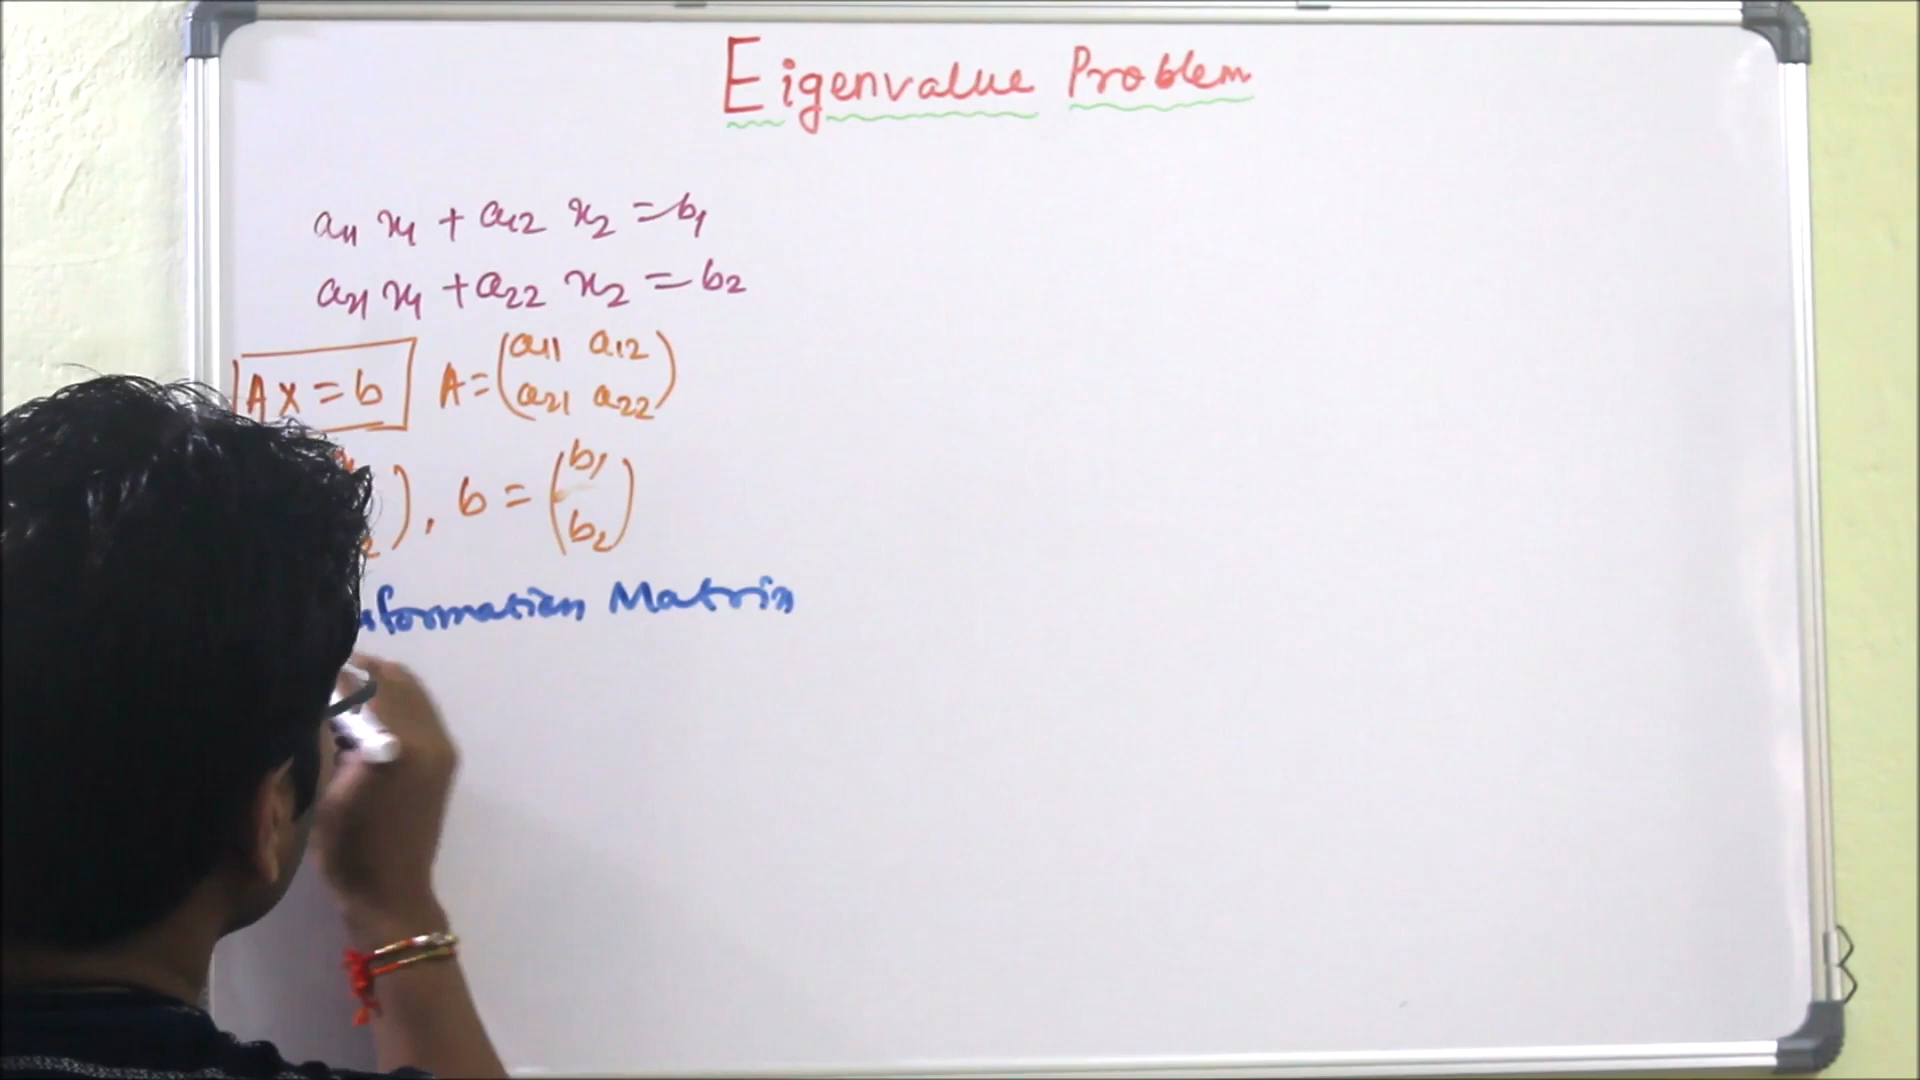 Eigenvalue Problem
a11 x1 + a12 x2 = b1
a21 x1 + a22 x2 = b2
Ax = b A = (a11 a12
a21 a22)
), b = (b1
b2)
Matrix